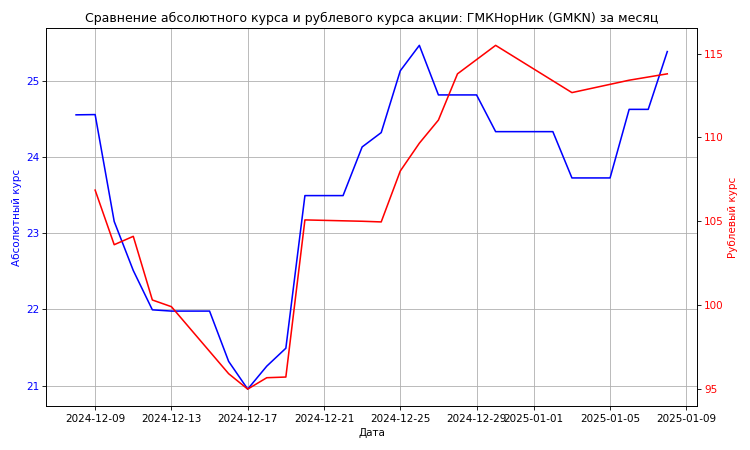 Сравнение абсолютного курса и рублевого курса акции: ГМКНорНик (GMKN) за месяц
25
24
23
22
21
Абсолютный курс
115
110
105
100
95
Рублевый курс
2024-12-09 2024-12-13 2024-12-17 2024-12-21 2024-12-25 2024-12-29 2025-01-01 2025-01-05 2025-01-09
Дата